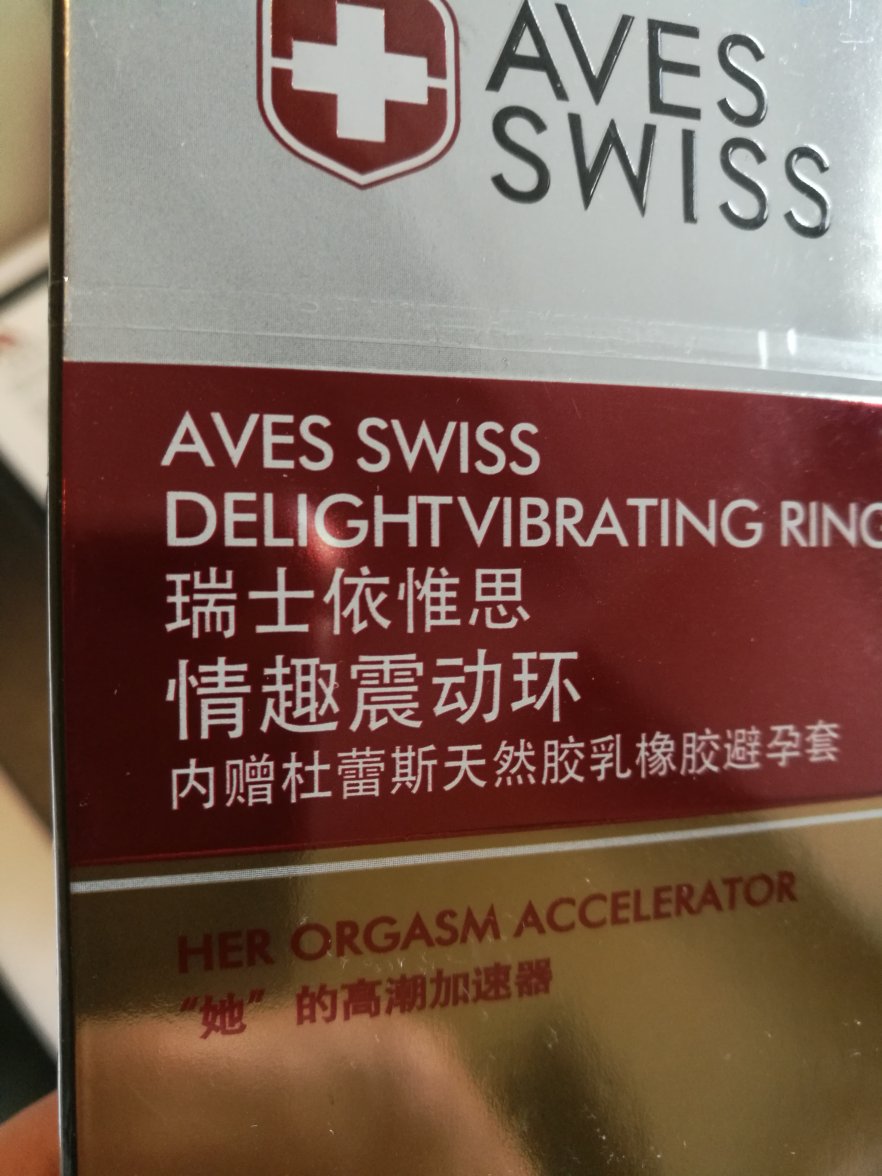 AVES
SWISS
AVES SWISS
DELIGHT VIBRATING RING
瑞士依惟思
情趣震动环
内赠杜蕾斯天然胶乳橡胶避孕套
HER ORGASM ACCELERATOR
“她”的高潮加速器